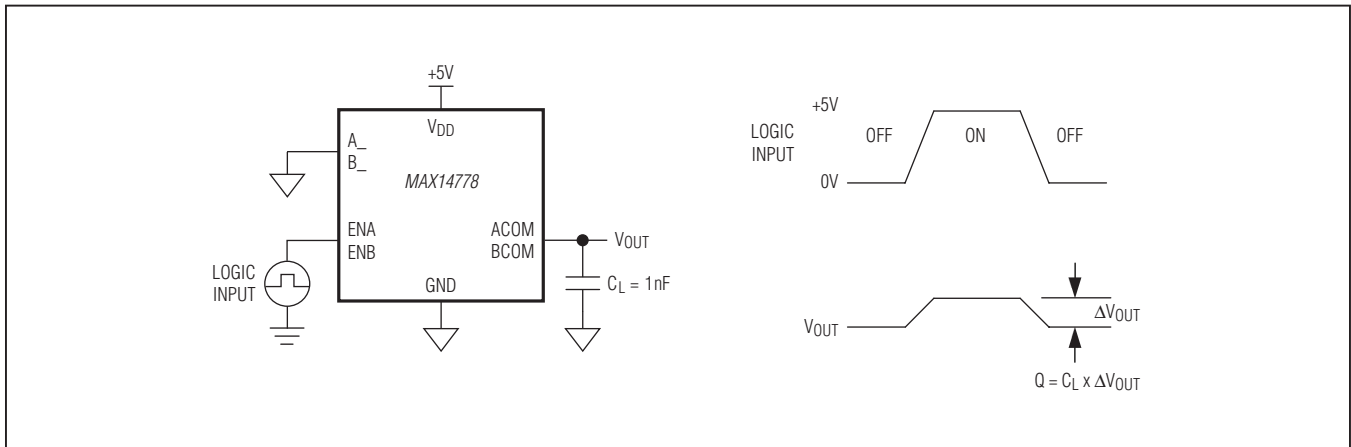 +5V
VDD
A_
B_
MAX14778
ENA
ENB
ACOM
BCOM
VOUT
LOGIC
INPUT
GND
CL = 1nF
LOGIC
INPUT
+5V
0V
OFF
ON
OFF
VOUT
ΔVOUT
Q = CL x ΔVOUT